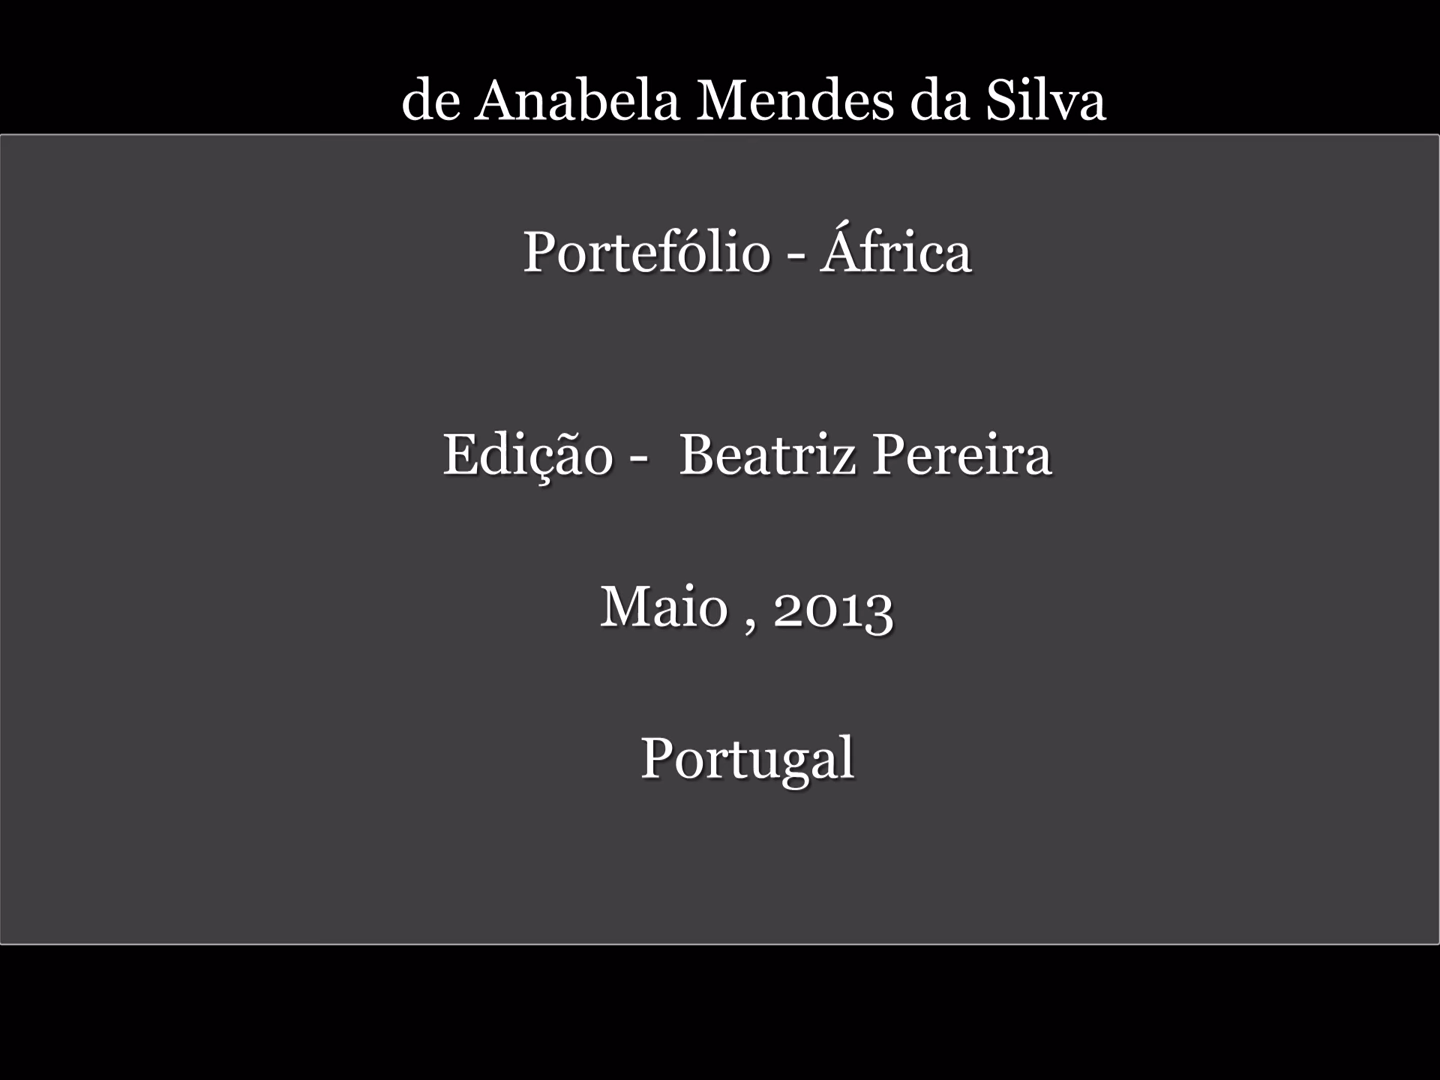 de Anabela Mendes da Silva
Portefólio - África
Edição -  Beatriz Pereira
Maio , 2013
Portugal